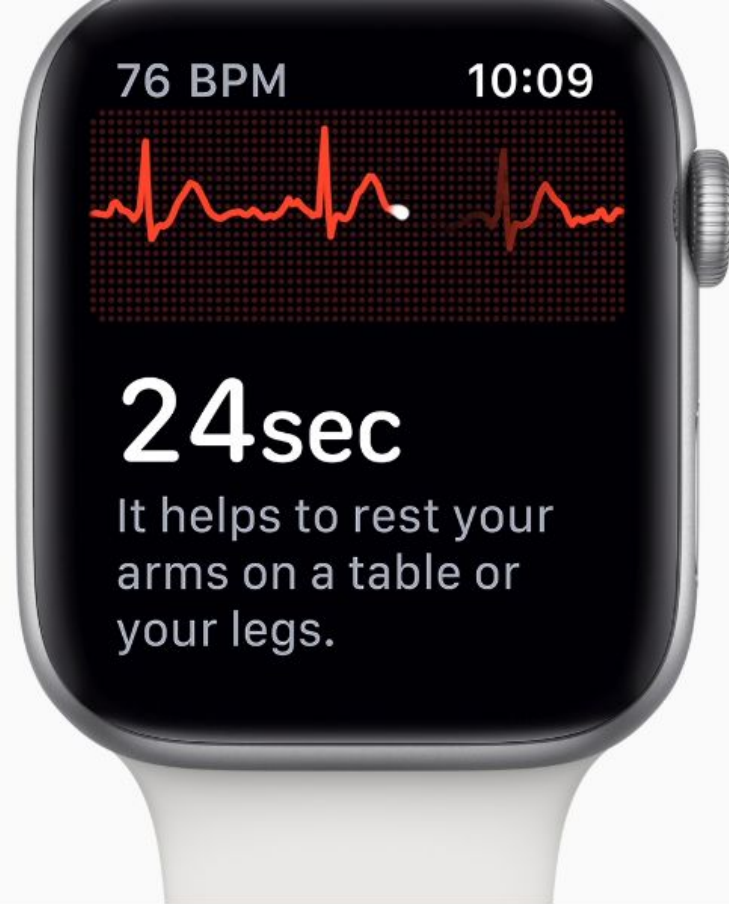 76 BPM 10:09
24sec
It helps to rest your
arms on a table or
your legs.